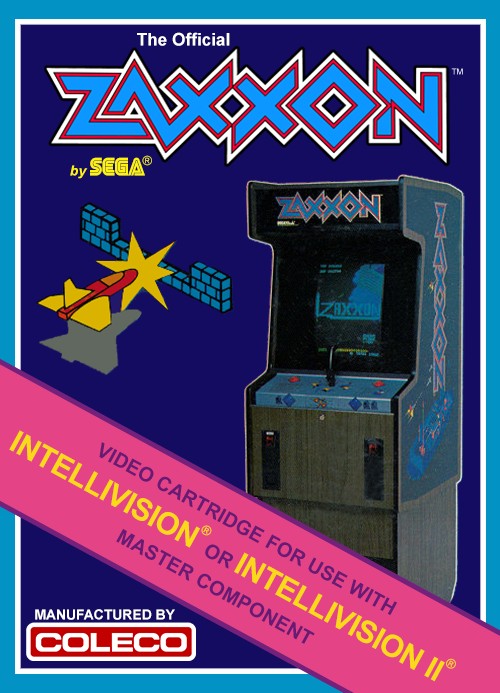 The Official
ZAXXON™
by SEGA®
ZAXXON
ZAXXON
ZAXXON
VIDEO CARTRIDGE FOR USE WITH
INTELLIVISION® OR INTELLIVISION II®
MASTER COMPONENT
MANUFACTURED BY
COLECO